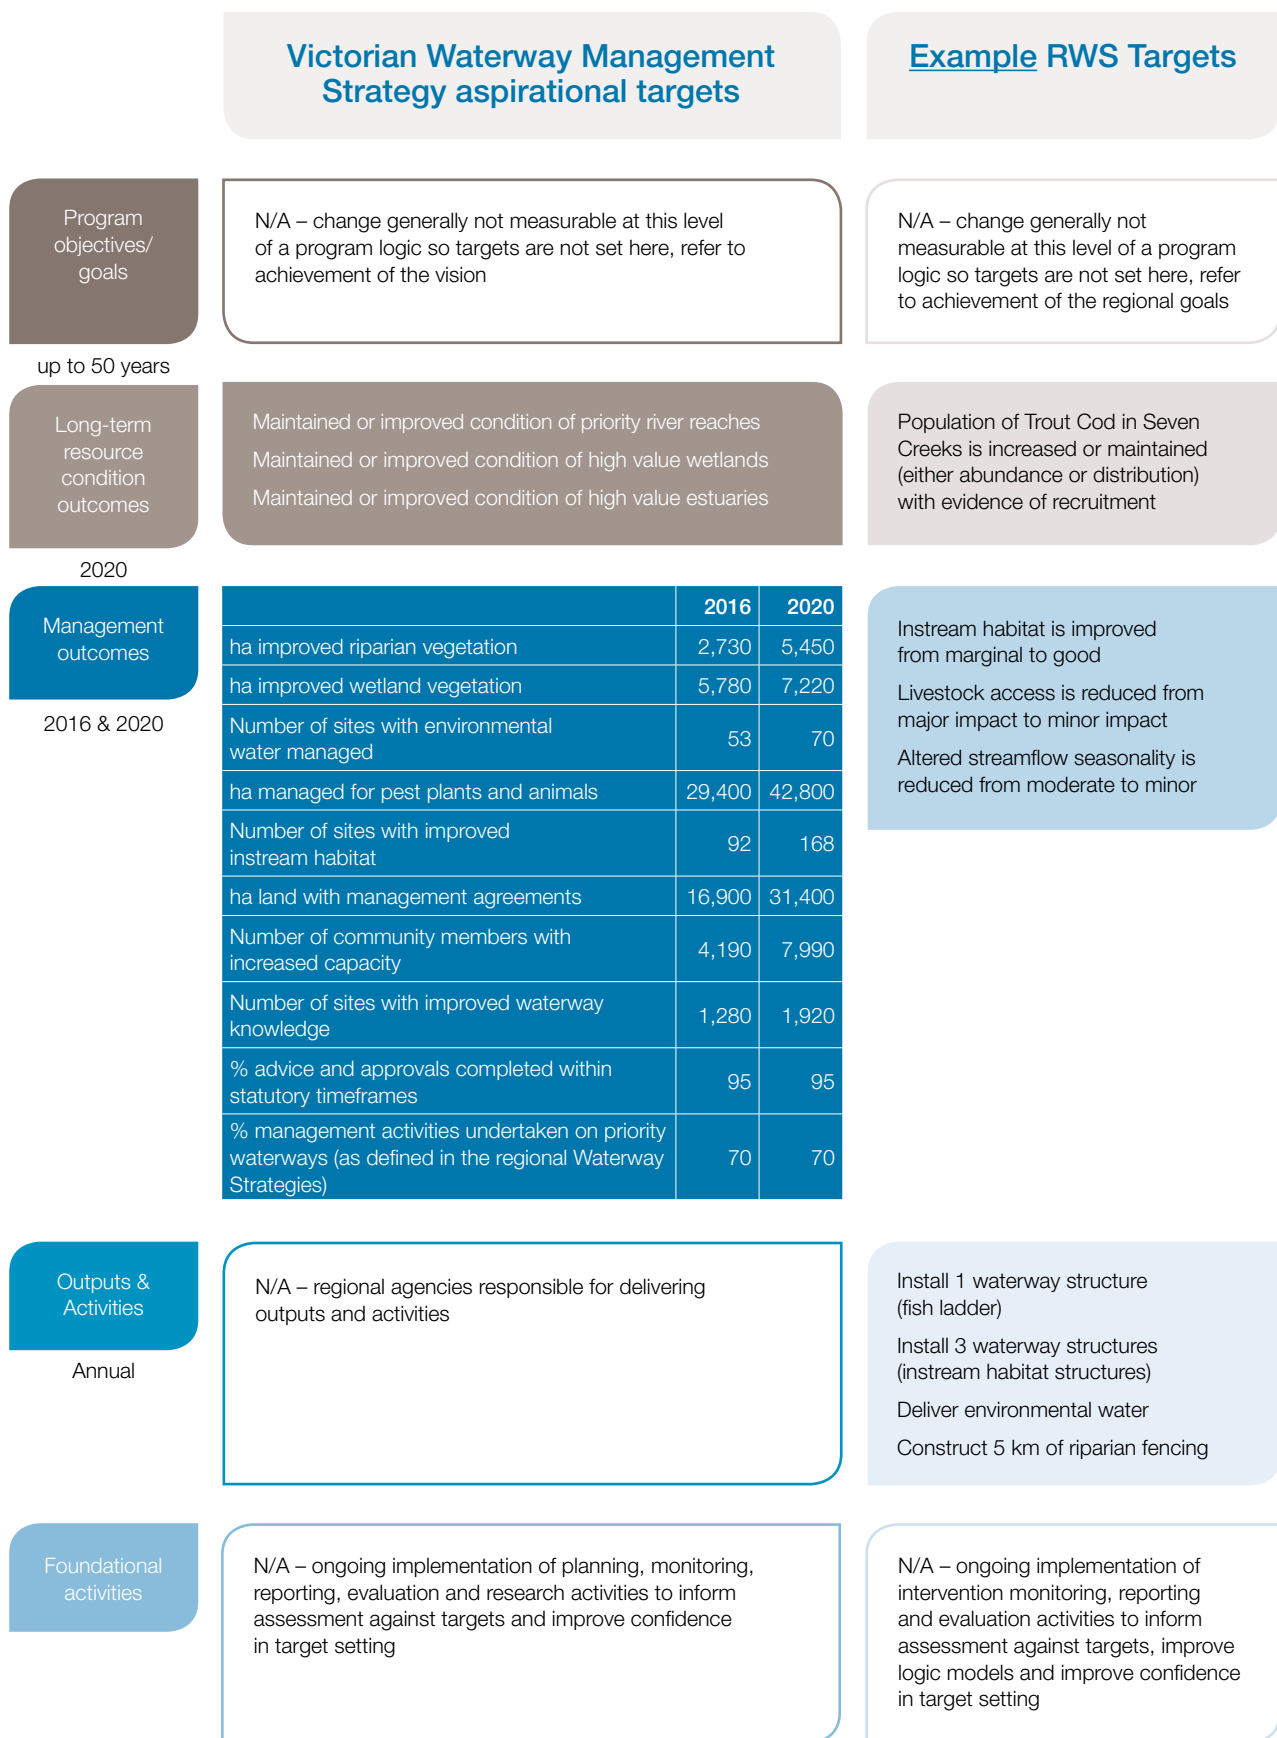 Victorian Waterway Management
Strategy aspirational targets
Example RWS Targets
Program
objectives/
goals
up to 50 years
N/A – change generally not measurable at this level
of a program logic so targets are not set here, refer to
achievement of the vision
N/A – change generally not
measurable at this level of a program
logic so targets are not set here, refer
to achievement of the regional goals
Long-term
resource
condition
outcomes
2020
Maintained or improved condition of priority river reaches
Maintained or improved condition of high value wetlands
Maintained or improved condition of high value estuaries
Population of Trout Cod in Seven
Creeks is increased or maintained
(either abundance or distribution)
with evidence of recruitment
Management
outcomes
2016 & 2020
2016 2020
ha improved riparian vegetation 2,730 5,450
ha improved wetland vegetation 5,780 7,220
Number of sites with environmental
water managed 53 70
ha managed for pest plants and animals 29,400 42,800
Number of sites with improved
instream habitat 92 168
ha land with management agreements 16,900 31,400
Number of community members with
increased capacity 4,190 7,990
Number of sites with improved waterway
knowledge 1,280 1,920
% advice and approvals completed within
statutory timeframes 95 95
% management activities undertaken on priority
waterways (as defined in the regional Waterway 70 70
Strategies)
Instream habitat is improved
from marginal to good
Livestock access is reduced from
major impact to minor impact
Altered streamflow seasonality is
reduced from moderate to minor
Outputs &
Activities
Annual
N/A – regional agencies responsible for delivering
outputs and activities
Install 1 waterway structure
(fish ladder)
Install 3 waterway structures
(instream habitat structures)
Deliver environmental water
Construct 5 km of riparian fencing
Foundational
activities
N/A – ongoing implementation of planning, monitoring,
reporting, evaluation and research activities to inform
assessment against targets and improve confidence
in target setting
N/A – ongoing implementation of
intervention monitoring, reporting
and evaluation activities to inform
assessment against targets, improve
logic models and improve confidence
in target setting